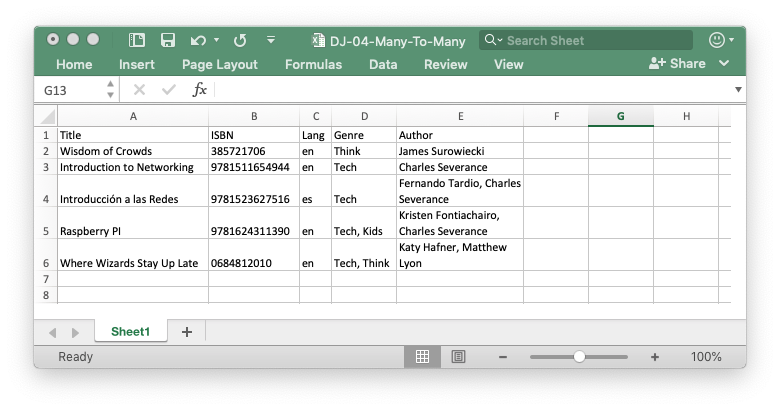 DJ-04-Many-To-Many
Search Sheet
Home Insert Page Layout Formulas Data Review View Share
G13 fx
A B C D E F G H
1 Title ISBN Lang Genre Author
2 Wisdom of Crowds 385721706 en Think James Surowiecki
3 Introduction to Networking 9781511654944 en Tech Charles Severance
Fernando Tardio, Charles
4 Introducción a las Redes 9781523627516 es Tech Severance
Kristen Fontiachairo,
5 Raspberry PI 9781624311390 en Tech, Kids Charles Severance
Katy Hafner, Matthew
6 Where Wizards Stay Up Late 0684812010 en Tech, Think Lyon
7
8
Sheet1 +
Ready - + 100%